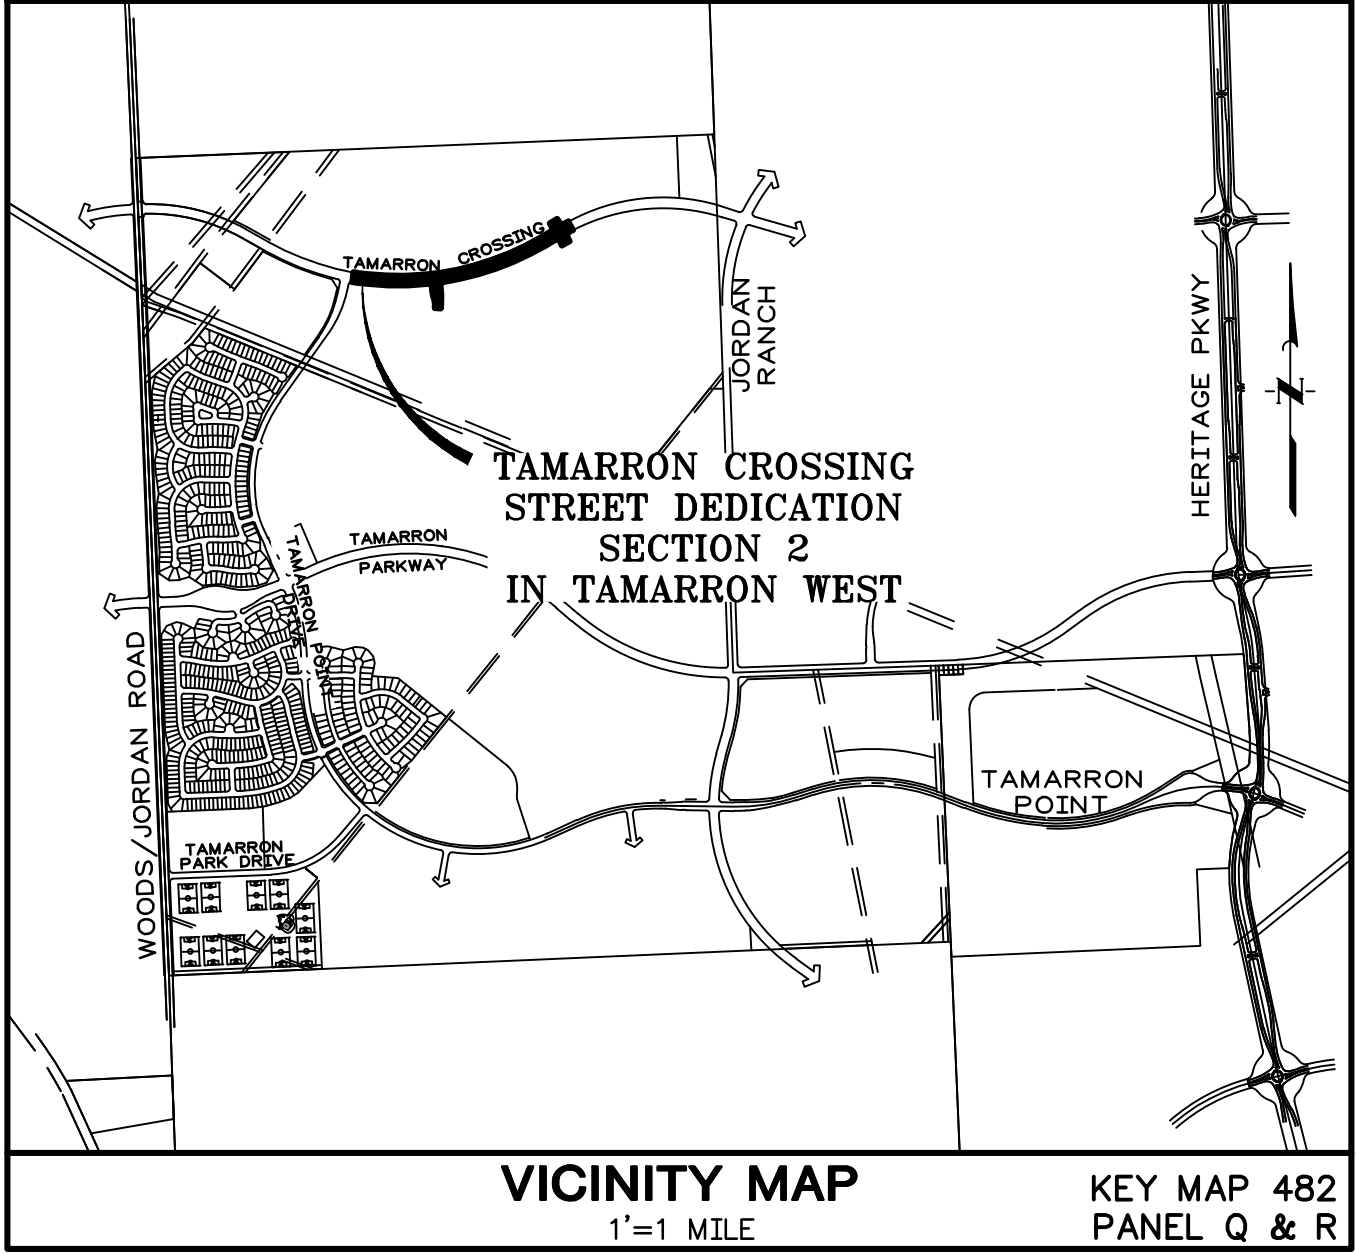 TAMARRON CROSSING
JORDAN
RANCH
HERITAGE PKWY
N
TAMARRON CROSSING
STREET DEDICATION
SECTION 2
IN TAMARRON WEST
TAMARRON
PARKWAY
TAMARRON POINT
DRIVE
WOODS/JORDAN ROAD
TAMARRON
POINT
TAMARRON
PARK DRIVE
VICINITY MAP
1'=1 MILE
KEY MAP 482
PANEL Q & R